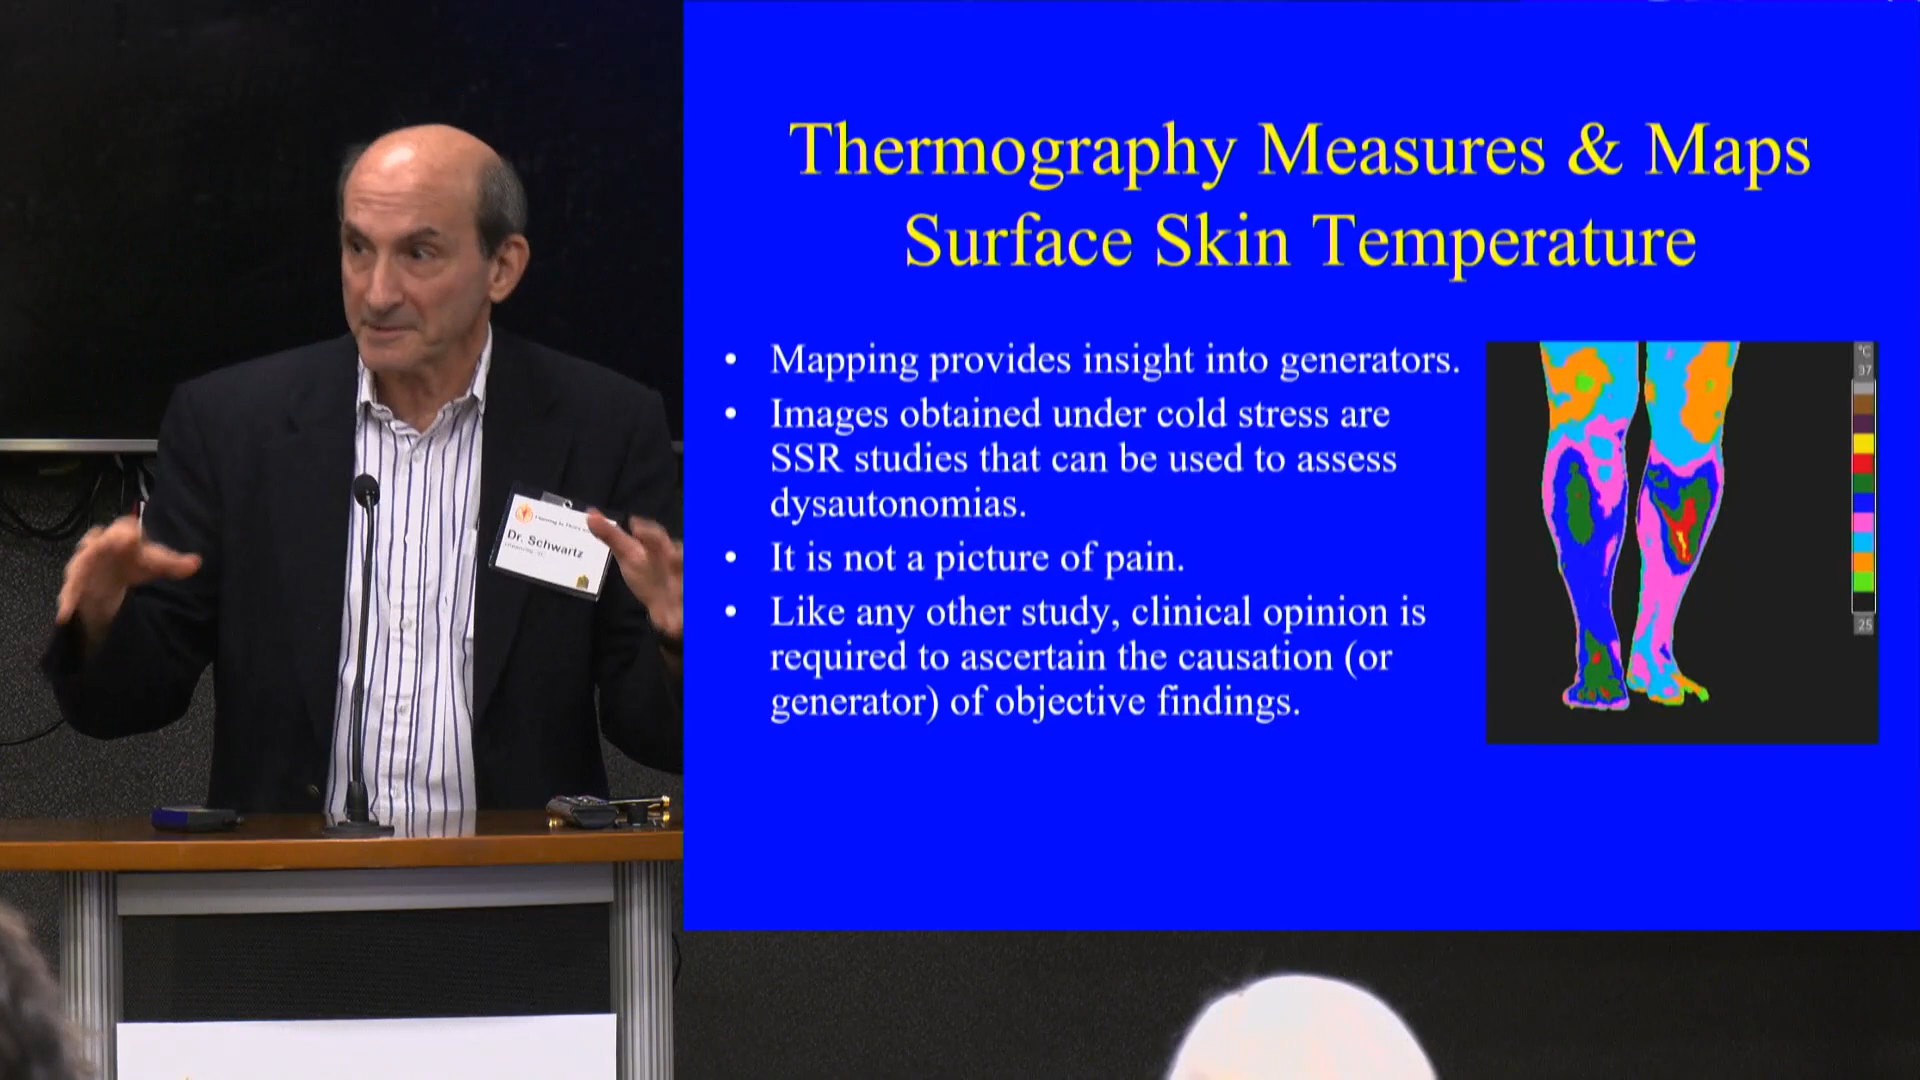 Thermography Measures & Maps
Surface Skin Temperature
• Mapping provides insight into generators.
• Images obtained under cold stress are
SSR studies that can be used to assess
dysautonomias.
• It is not a picture of pain.
• Like any other study, clinical opinion is
required to ascertain the causation (or
generator) of objective findings.
°C
37
25
Dr. Schwartz